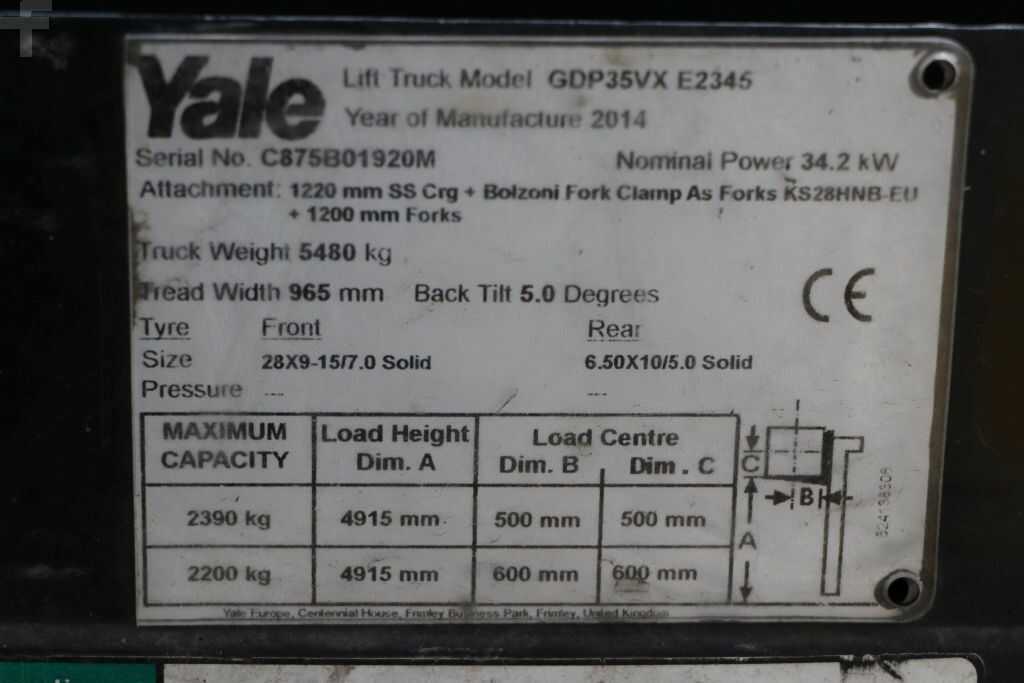 Yale
Lift Truck Model GDP35VX E2345
Year of Manufacture 2014
Serial No. C875B01920M Nominal Power 34.2 kW
Attachment: 1220 mm SS Crg + Bolzoni Fork Clamp As Forks KS28HNB-EU
+ 1200 mm Forks
Truck Weight 5480 kg
Tread Width 965 mm Back Tilt 5.0 Degrees
CE
Tyre Front Rear
Size 28X9-15/7.0 Solid 6.50X10/5.0 Solid
Pressure --- ---
MAXIMUM CAPACITY Load Height Dim. A Load Centre Dim. B Dim. C
2390 kg 4915 mm 500 mm 500 mm
2200 kg 4915 mm 600 mm 600 mm
C
B
A
Yale Europe, Centennial House, Frimley Business Park, Frimley, United Kingdom